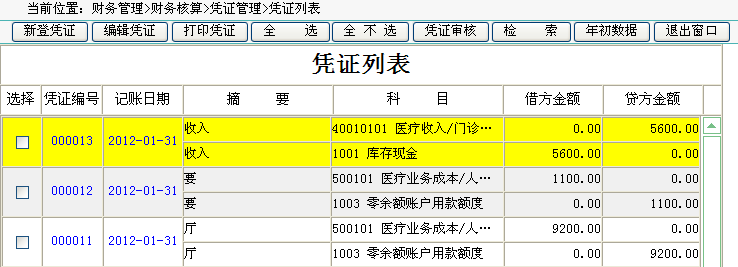 当前位置：财务管理>财务核算>凭证管理>凭证列表
新登凭证 编辑凭证 打印凭证 全 选 全 不 选 凭证审核 检 索 年初数据 退出窗口
凭证列表
选择 凭证编号 记账日期 摘 要 科 目 借方金额 贷方金额
000013 2012-01-31 收入 40010101 医疗收入/门诊… 0.00 5600.00
收入 1001 库存现金 5600.00 0.00
000012 2012-01-31 要 500101 医疗业务成本/人… 1100.00 0.00
要 1003 零余额账户用款额度 0.00 1100.00
000011 2012-01-31 厅 500101 医疗业务成本/人… 9200.00 0.00
厅 1003 零余额账户用款额度 0.00 9200.00